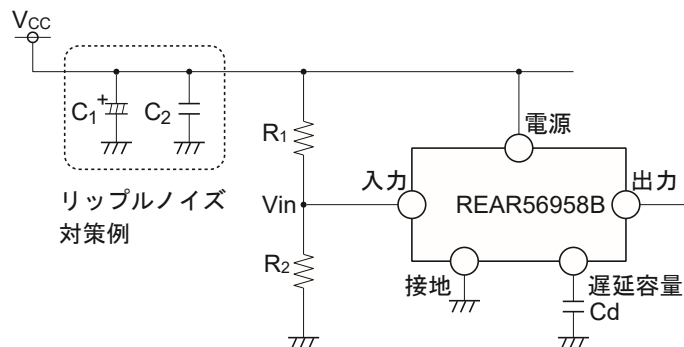 VCC
C1
+
C2
リップルノイズ
対策例
R1
Vin
R2
電源
入力
REAR56958B
出力
接地
遅延容量
Cd